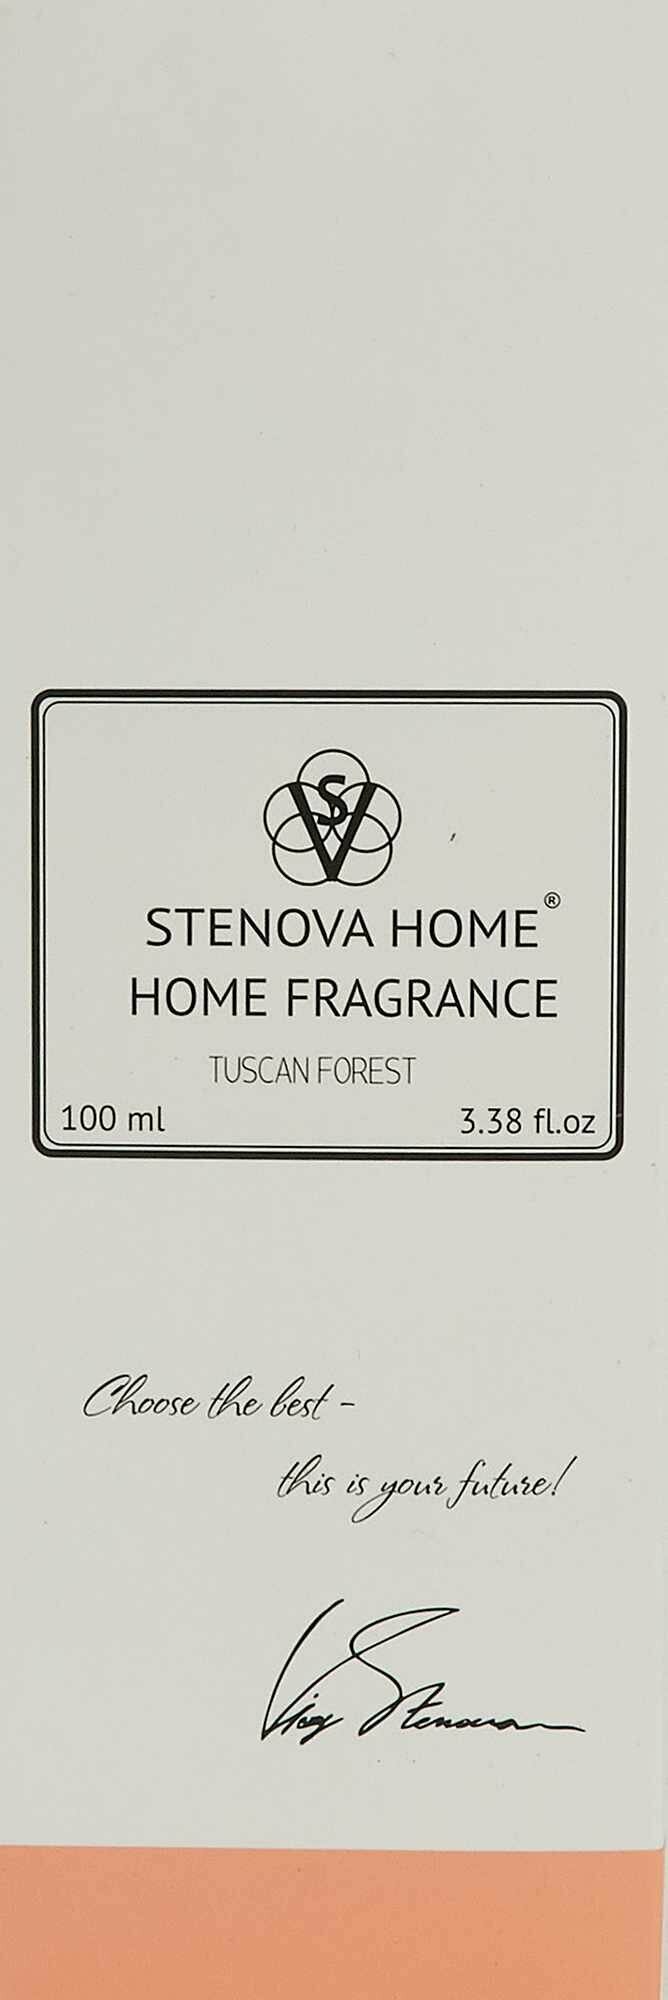 SV
STENOVA HOME®
HOME FRAGRANCE
TUSCAN FOREST
100 ml 3.38 fl.oz
Choose the best -
this is your future!
Stenova